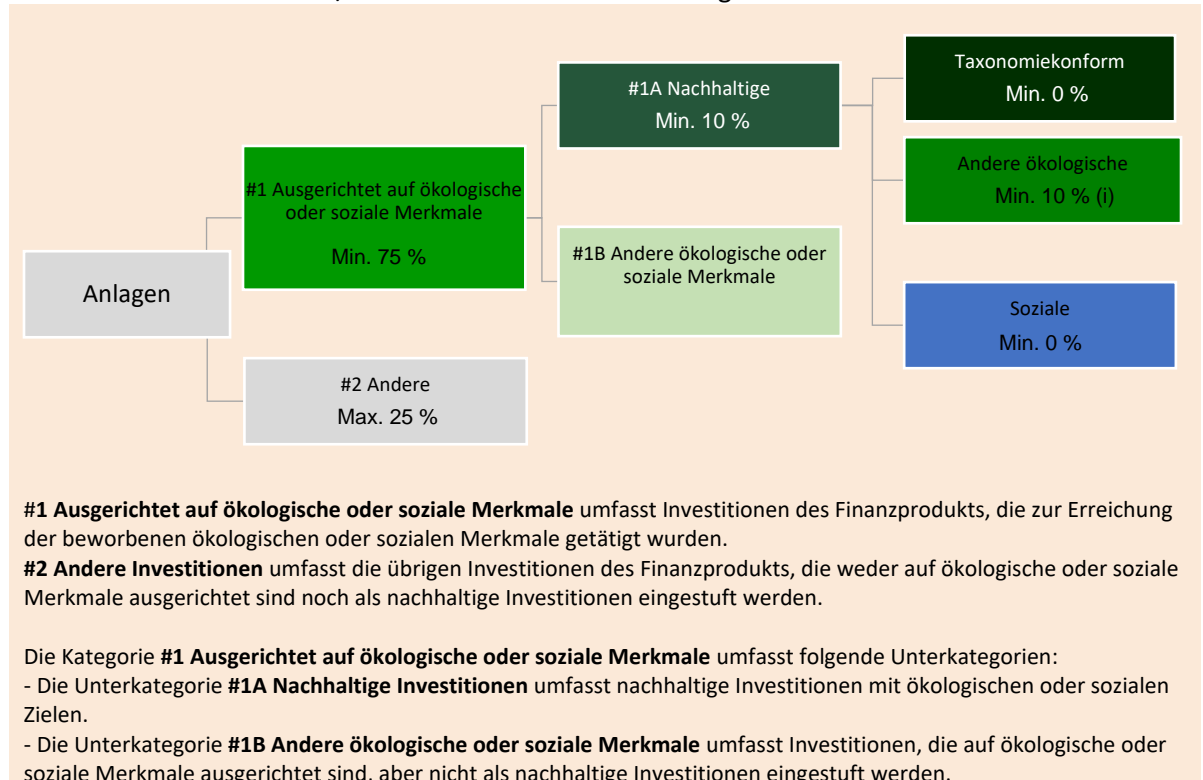 Anlagen
#1 Ausgerichtet auf ökologische
oder soziale Merkmale
Min. 75 %
#2 Andere
Max. 25 %
#1A Nachhaltige
Min. 10 %
#1B Andere ökologische oder
soziale Merkmale
Taxonomiekonform
Min. 0 %
Andere ökologische
Min. 10 % (i)
Soziale
Min. 0 %
#1 Ausgerichtet auf ökologische oder soziale Merkmale umfasst Investitionen des Finanzprodukts, die zur Erreichung
der beworbenen ökologischen oder sozialen Merkmale getätigt wurden.
#2 Andere Investitionen umfasst die übrigen Investitionen des Finanzprodukts, die weder auf ökologische oder soziale
Merkmale ausgerichtet sind noch als nachhaltige Investitionen eingestuft werden.
Die Kategorie #1 Ausgerichtet auf ökologische oder soziale Merkmale umfasst folgende Unterkategorien:
- Die Unterkategorie #1A Nachhaltige Investitionen umfasst nachhaltige Investitionen mit ökologischen oder sozialen
Zielen.
- Die Unterkategorie #1B Andere ökologische oder soziale Merkmale umfasst Investitionen, die auf ökologische oder
soziale Merkmale ausgerichtet sind, aber nicht als nachhaltige Investitionen eingestuft werden.